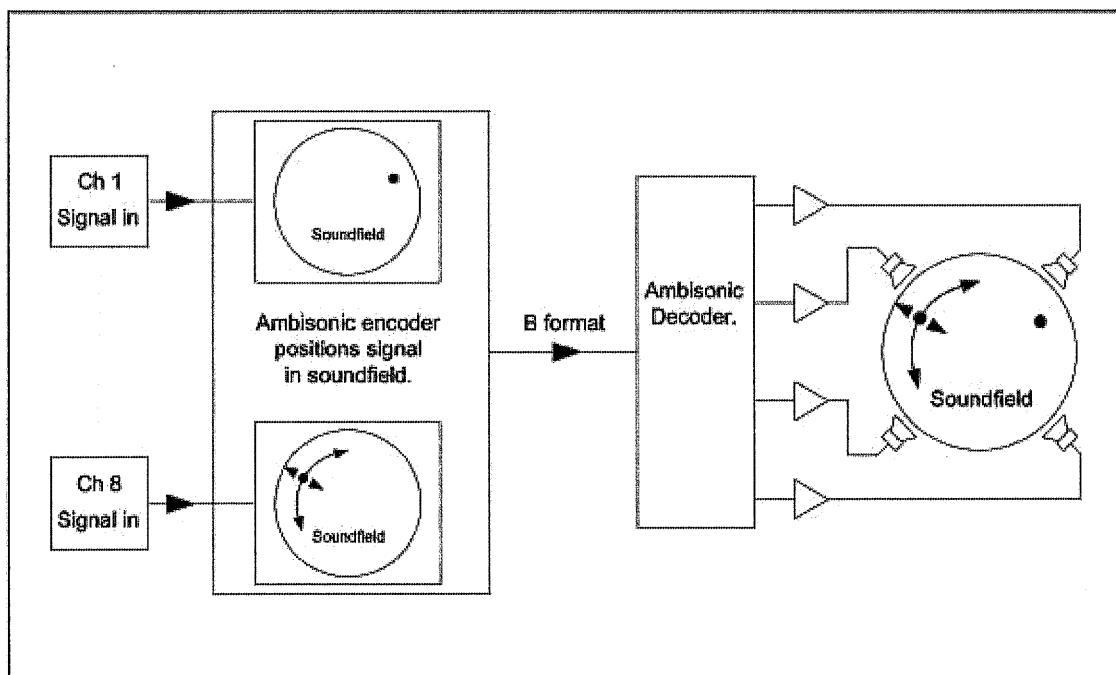 Ch 1
Signal in
Soundfield
Ambisonic encoder
positions signal
in soundfield.
Ch 8
Signal in
Soundfield
B format
Ambisonic
Decoder.
Soundfield